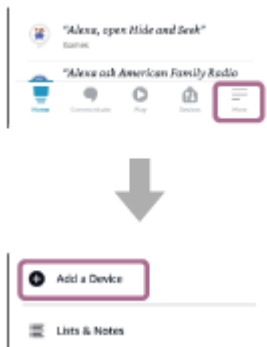 "Alexa, open Hide and Seek"
Games
"Alexa ask American Family Radio
Home Communicate Play Devices More
Add a Device
Lists & Notes